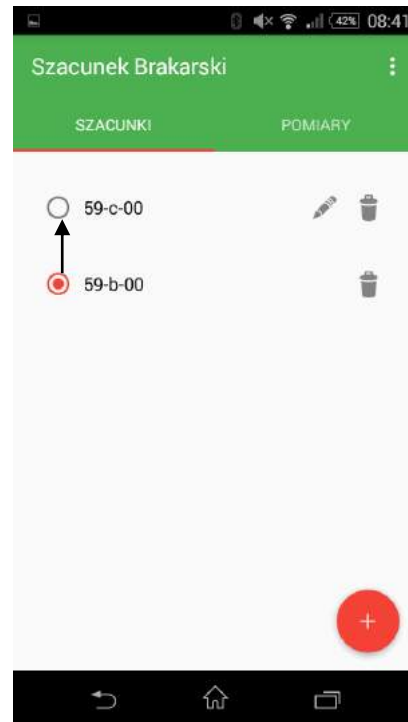 42% 08:41
Szacunek Brakarski
SZACUNKI POMIARY
59-c-00
59-b-00